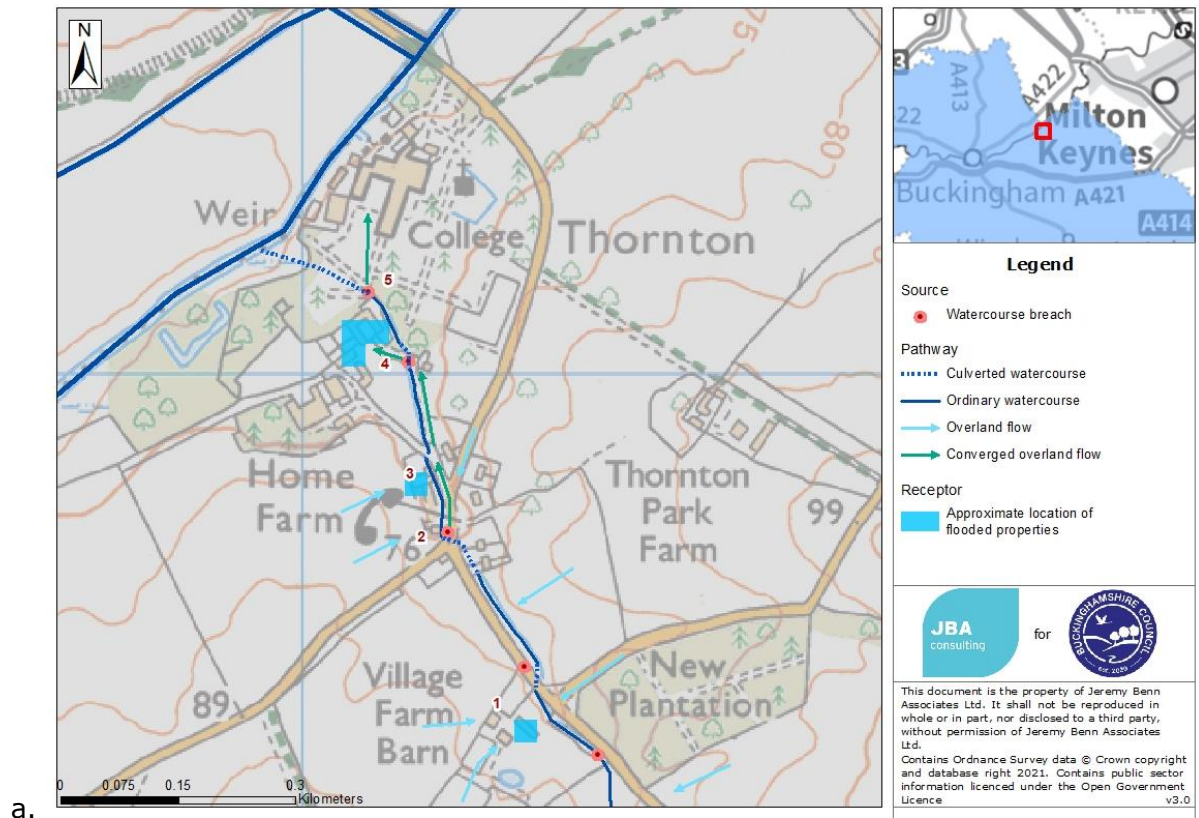 N
75
80
Weir
College
Thornton
5
4
Home
Farm
3
2
76
Thornton
Park
Farm
99
Village
Farm
Barn
1
New
Plantation
89
0 0.075 0.15 0.3
Kilometers
a.
A413
A422
22
Milton
Keynes
Buckingham
A421
A414
Legend
Source
Watercourse breach
Pathway
Culverted watercourse
Ordinary watercourse
Overland flow
Converged overland flow
Receptor
Approximate location of
flooded properties
JBA
consulting
for
BUCKINGHAMSHIRE COUNCIL
EST. 2020
This document is the property of Jeremy Benn
Associates Ltd. It shall not be reproduced in
whole or in part, nor disclosed to a third party,
without permission of Jeremy Benn Associates
Ltd.
Contains Ordnance Survey data © Crown copyright
and database right 2021. Contains public sector
information licenced under the Open Government
Licence v3.0